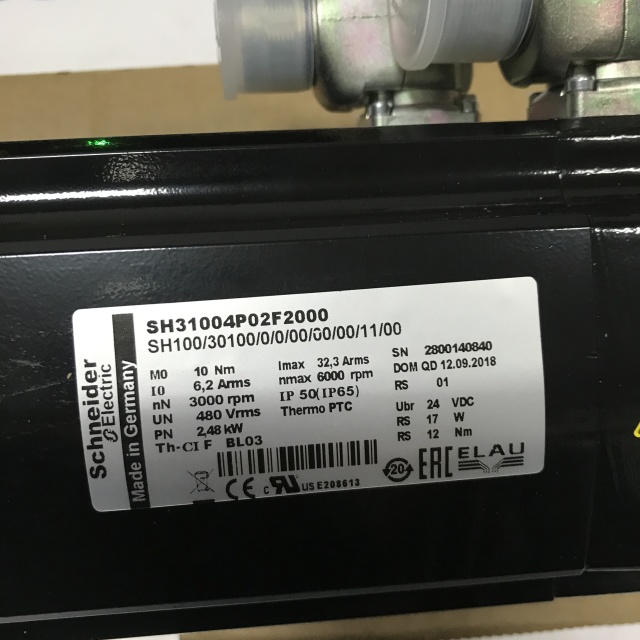 Schneider
Electric
Made in Germany
SH31004P02F2000
SH100/30100/0/0/00/00/00/11/00
M0 10 Nm
I0 6,2 Arms
nN 3000 rpm
UN 480 Vrms
PN 2,48 kW
Th-CI F BL03
Imax 32,3 Arms
nmax 6000 rpm
IP 50(IP65)
Thermo PTC
SN 2800140840
DOM QD 12.09.2018
RS 01
Ubr 24 VDC
RS 17 W
RS 12 Nm
CE c UR US E208613
20 EAC ELAU